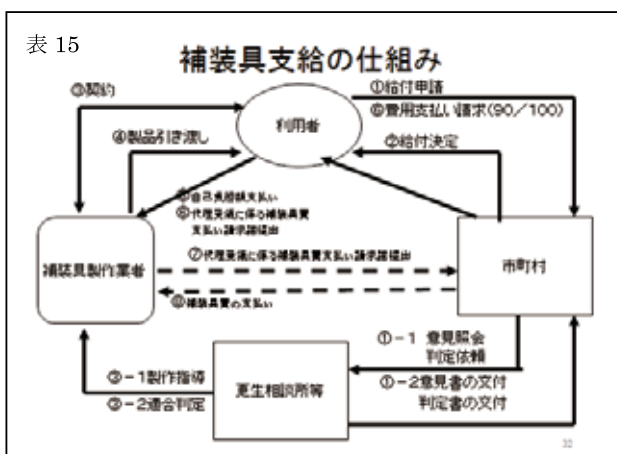 表 15
補装具支給の仕組み
③契約
①給付申請
⑥費用支払い請求(90/100)
利用者
④製品引き渡し
②給付決定
自己負担額支払い
⑥代理受領に係る補装具費
支払い請求書提出
⑦代理受領に係る補装具費支払い請求書提出
補装具製作業者
市町村
補装具費の支払い
①-1 意見照会
判定依頼
③-1製作指導
更生相談所等
①-2意見書の交付
③-2適合判定
判定書の交付
32